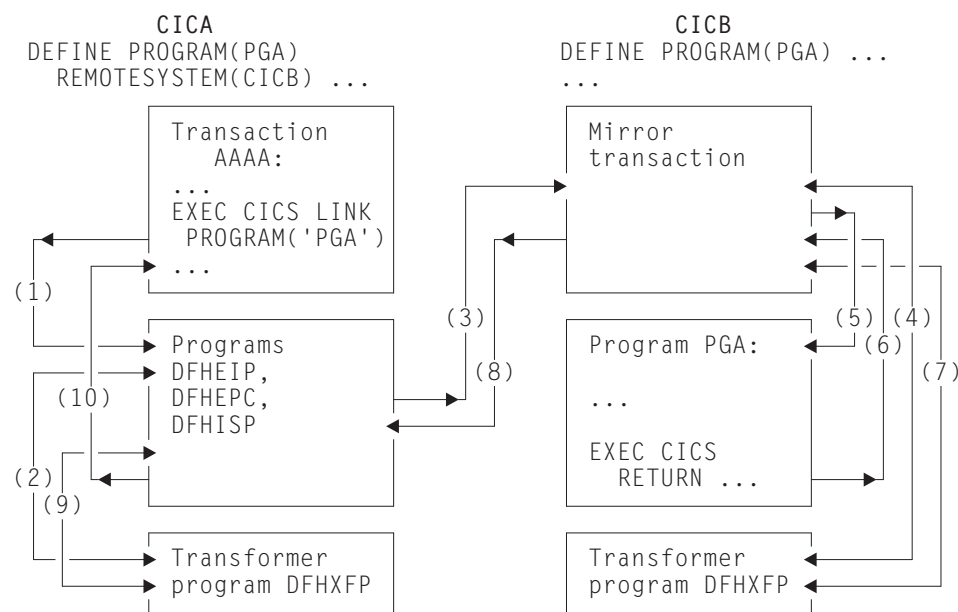 CICA
DEFINE PROGRAM(PGA)
REMOTESYSTEM(CICB) ...
CICB
DEFINE PROGRAM(PGA) ...
...
Transaction
AAAA:
...
EXEC CICS LINK
PROGRAM('PGA')
...
Mirror
transaction
(1)
(3)
(5)
(4)
(6)
(8)
(7)
(10)
(2)
(9)
Programs
DFHEIP,
DFHEPC,
DFHISP
Program PGA:
...
EXEC CICS
RETURN ...
Transformer
program DFHXFP
Transformer
program DFHXFP